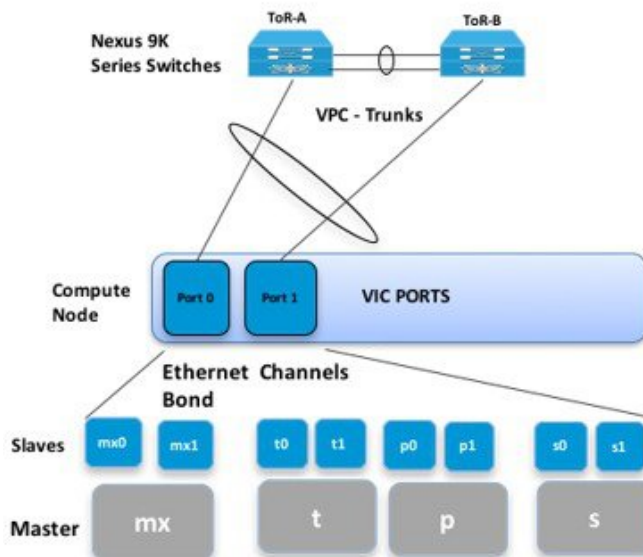 ToR-A
ToR-B
Nexus 9K
Series Switches
VPC - Trunks
Compute
Node
Port 0
Port 1
VIC PORTS
Ethernet Channels
Bond
Slaves
mx0
mx1
t0
t1
p0
p1
s0
s1
Master
mx
t
p
s